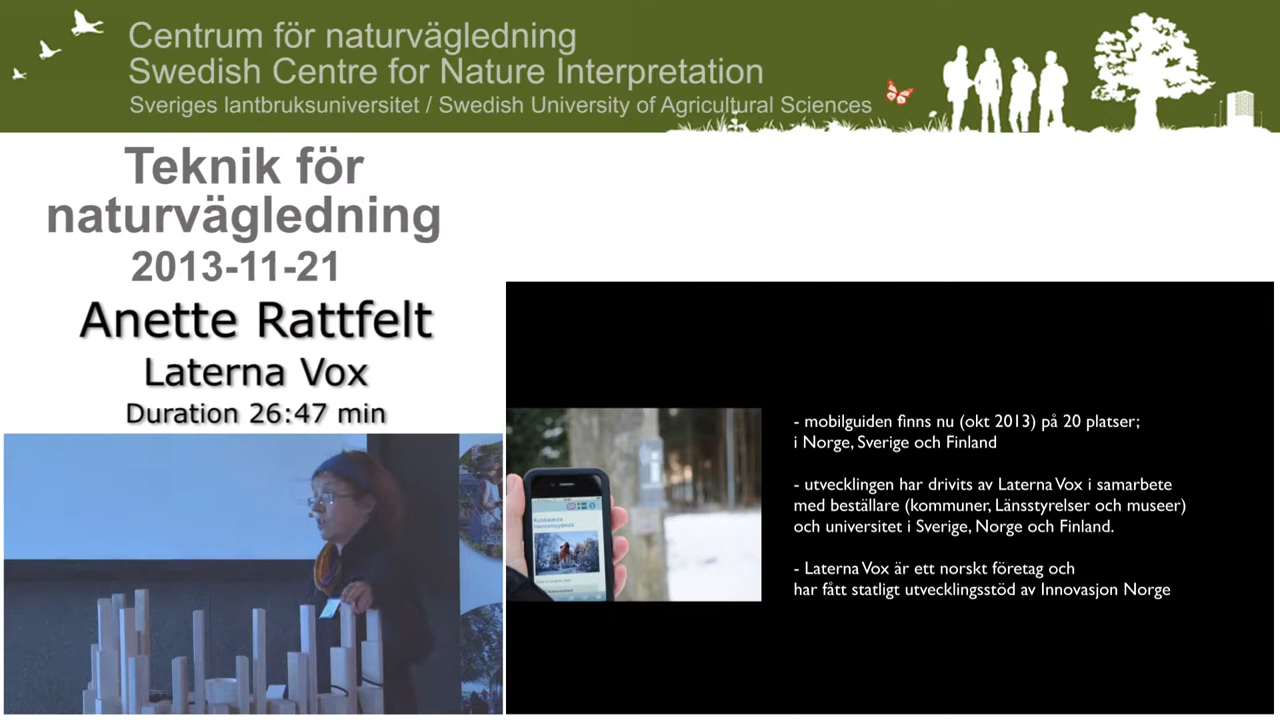 Centrum för naturvägledning
Swedish Centre for Nature Interpretation
Sveriges lantbruksuniversitet / Swedish University of Agricultural Sciences
Teknik för
naturvägledning
2013-11-21
Anette Rattfelt
Laterna Vox
Duration 26:47 min
- mobilguiden finns nu (okt 2013) på 20 platser;
i Norge, Sverige och Finland
- utvecklingen har drivits av Laterna Vox i samarbete
med beställare (kommuner, Länsstyrelser och museer)
och universitet i Sverige, Norge och Finland.
- Laterna Vox är ett norskt företag och
har fått statligt utvecklingsstöd av Innovasjon Norge